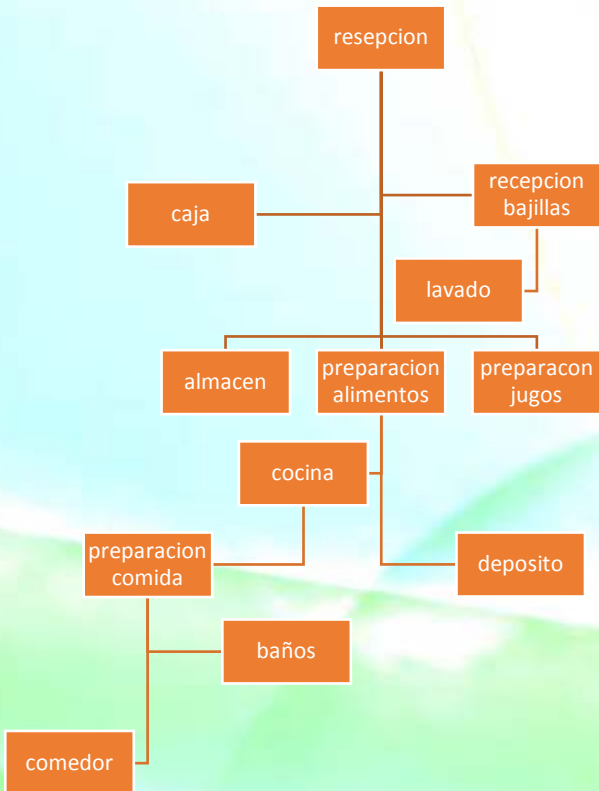 resepcion
recepcion
bajillas
caja
lavado
almacen
preparacion
alimentos
preparacon
jugos
cocina
preparacion
comida
deposito
baños
comedor